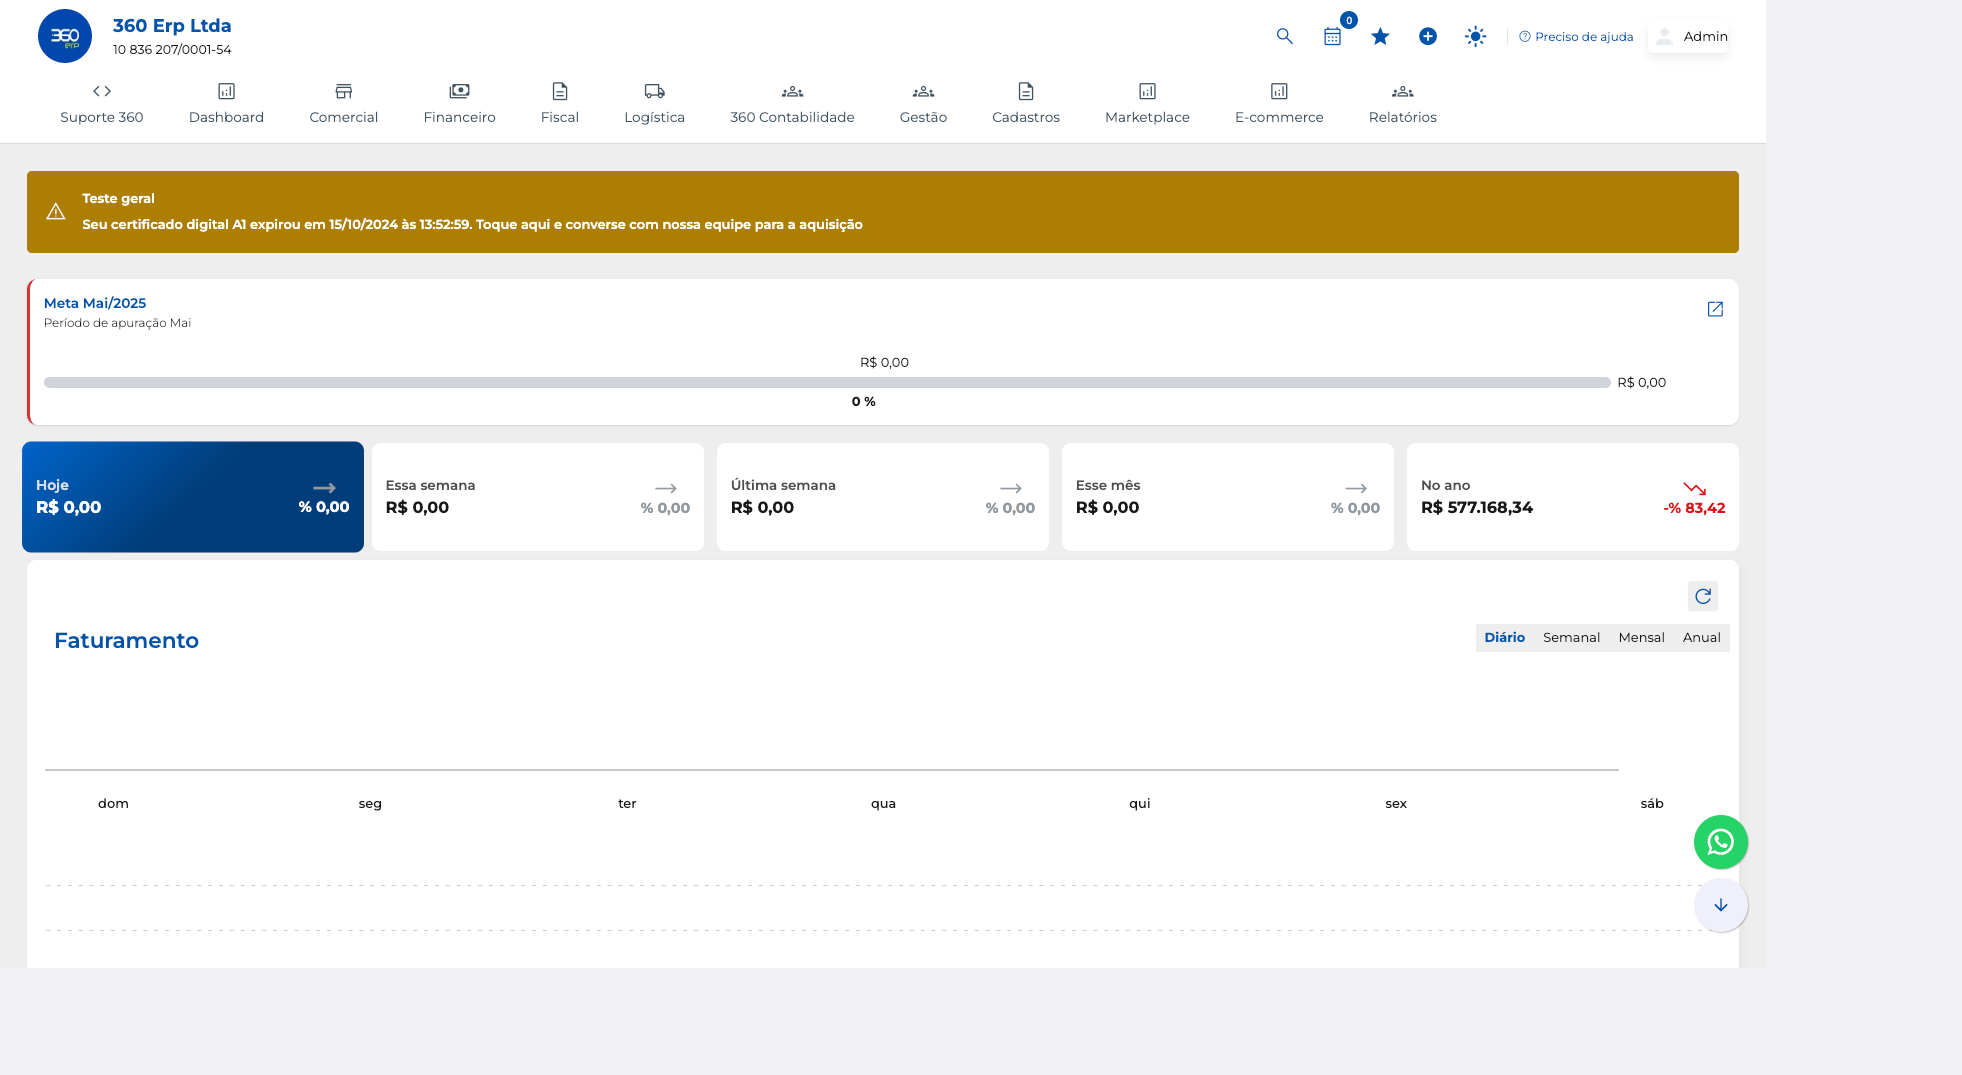 360 erp
360 Erp Ltda
10 836 207/0001-54
0
Preciso de ajuda
Admin
Suporte 360
Dashboard
Comercial
Financeiro
Fiscal
Logística
360 Contabilidade
Gestão
Cadastros
Marketplace
E-commerce
Relatórios
Teste geral
Seu certificado digital A1 expirou em 15/10/2024 às 13:52:59. Toque aqui e converse com nossa equipe para a aquisição
Meta Mai/2025
Período de apuração Mai
R$ 0,00
R$ 0,00
0 %
Hoje
R$ 0,00
% 0,00
Essa semana
R$ 0,00
% 0,00
Última semana
R$ 0,00
% 0,00
Esse mês
R$ 0,00
% 0,00
No ano
R$ 577.168,34
-% 83,42
Faturamento
Diário
Semanal
Mensal
Anual
dom
seg
ter
qua
qui
sex
sáb